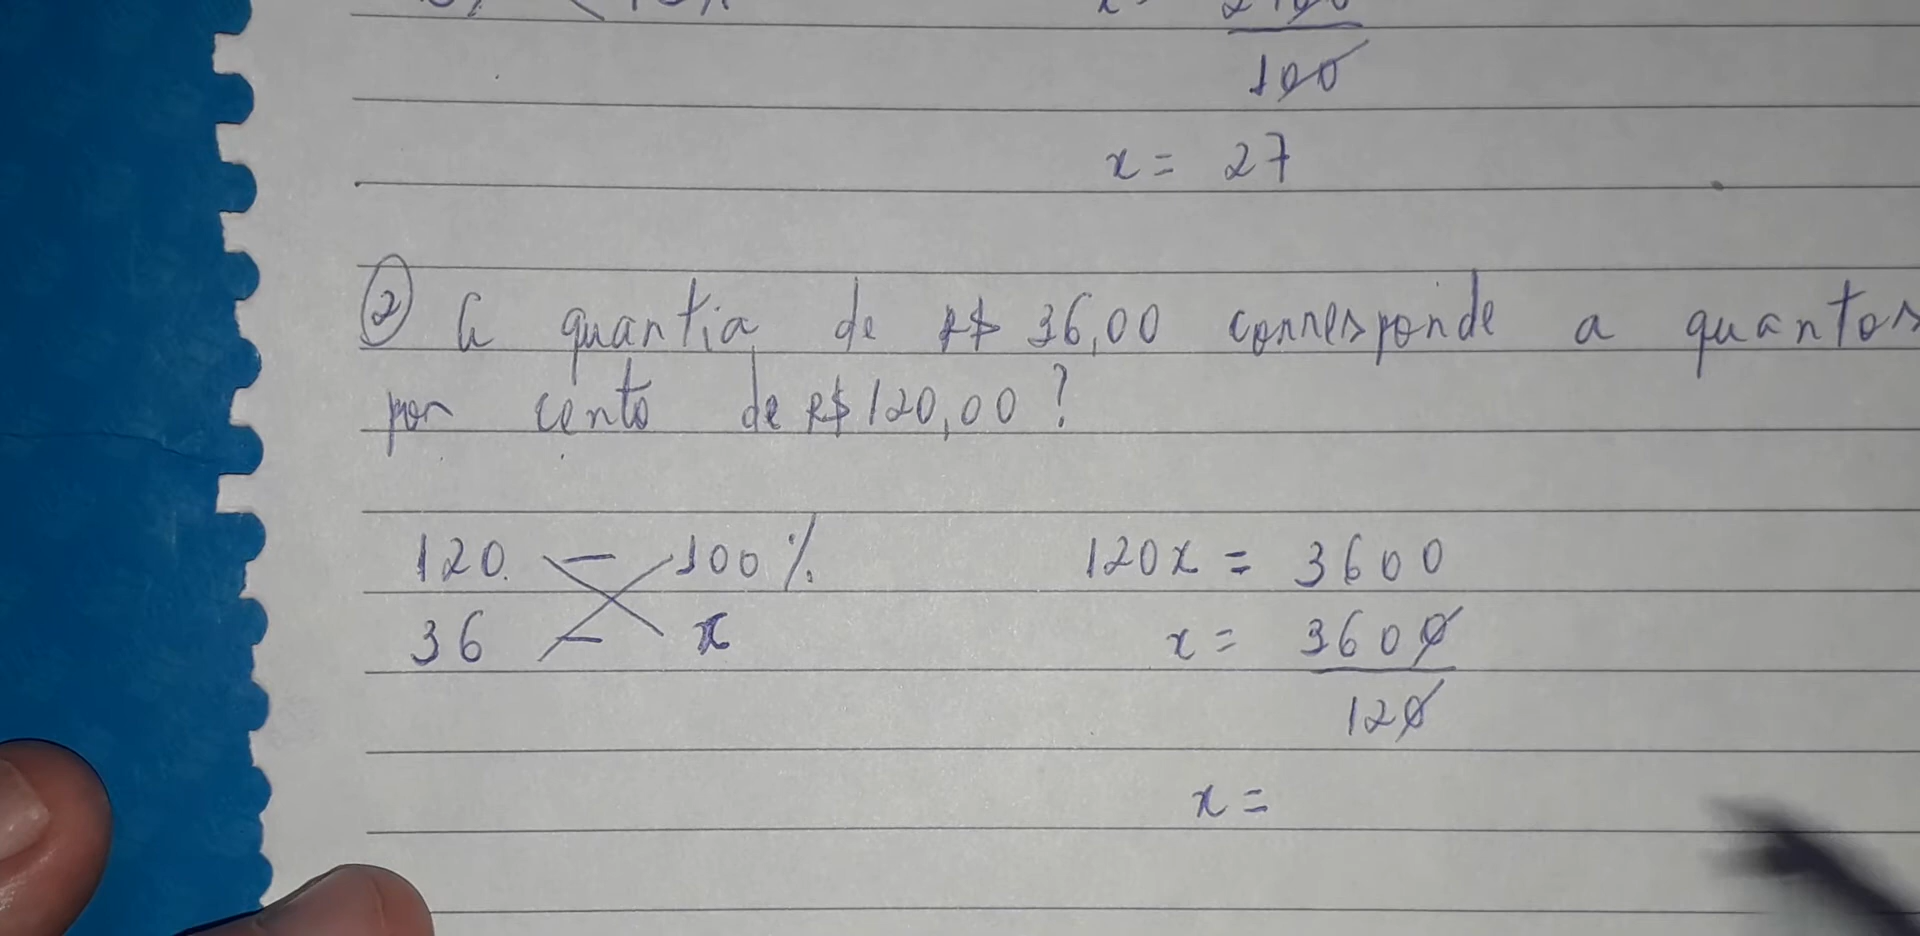 100
x = 27
② A quantia de R$ 36,00 corresponde a quantos
por cento de R$ 120,00 ?
120 — 100% 120x = 3600
36 — x x = 3600
120
x =